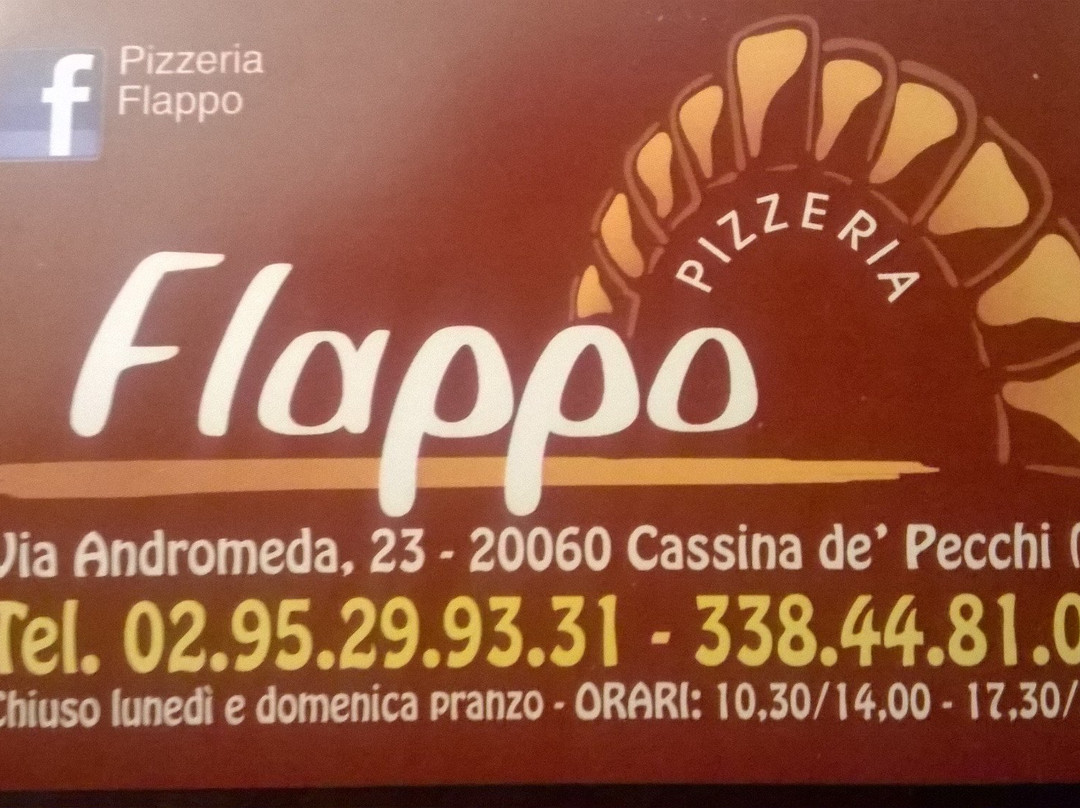 f
Pizzeria
Flappo
PIZZERIA
Flappo
Via Andromeda, 23 - 20060 Cassina de' Pecchi (
Tel. 02.95.29.93.31 - 338.44.81.0
Chiuso lunedì e domenica pranzo - ORARI: 10,30/14,00 - 17,30/